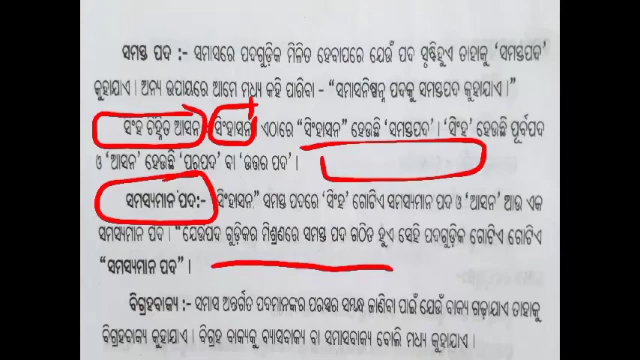 ସମସ୍ତ ପଦ :- ସମାସରେ ପଦଗୁଡ଼ିକ ମିଳିତ ହେବାପରେ ଯେଉଁ ପଦ ସୃଷ୍ଟିହୁଏ ତାହାକୁ ‘ସମସ୍ତପଦ’
କୁହାଯାଏ। ଅନ୍ୟ ଉପାୟରେ ଆମେ ମଧ୍ୟ କହି ପାରିବା - “ସମାସନିଷ୍ପନ୍ନ ପଦକୁ ସମସ୍ତପଦ କୁହାଯାଏ।”
ସିଂହ ଚିହ୍ନିତ ଆସନ ସିଂହାସନ ଏଠାରେ “ସିଂହାସନ” ହେଉଛି ‘ସମସ୍ତପଦ’। ‘ସିଂହ’ ହେଉଛି ପୂର୍ବପଦ
ଓ ‘ଆସନ’ ହେଉଛି ‘ପରପଦ’ ବା ‘ଉତ୍ତର ପଦ’।
ସମସ୍ୟମାନ ପଦ:- “ସିଂହାସନ” ସମସ୍ତ ପଦରେ ‘ସିଂହ’ ଗୋଟିଏ ସମସ୍ୟମାନ ପଦ ଓ ‘ଆସନ’ ଆଉ ଏକ
ସମସ୍ୟମାନ ପଦ। “ଯେଉପଦ ଗୁଡ଼ିକର ମିଶ୍ରଣରେ ସମସ୍ତ ପଦ ଗଠିତ ହୁଏ ସେହି ପଦଗୁଡ଼ିକ ଗୋଟିଏ ଗୋଟିଏ
“ସମସ୍ୟମାନ ପଦ”।
ବିଗ୍ରହବାକ୍ୟ :- ସମାସ ଅନ୍ତର୍ଗତ ପଦମାନଙ୍କର ପରସ୍ପର ସମ୍ବନ୍ଧ ଜାଣିବା ପାଇଁ ଯେଉଁ ବାକ୍ୟ ଗଢ଼ାଯାଏ ତାହାକୁ
ବିଗ୍ରହବାକ୍ୟ କୁହାଯାଏ। ବିଗ୍ରହ ବାକ୍ୟକୁ ବ୍ୟାସବାକ୍ୟ ବା ସମାସବାକ୍ୟ ବୋଲି ମଧ୍ୟ କୁହାଯାଏ।